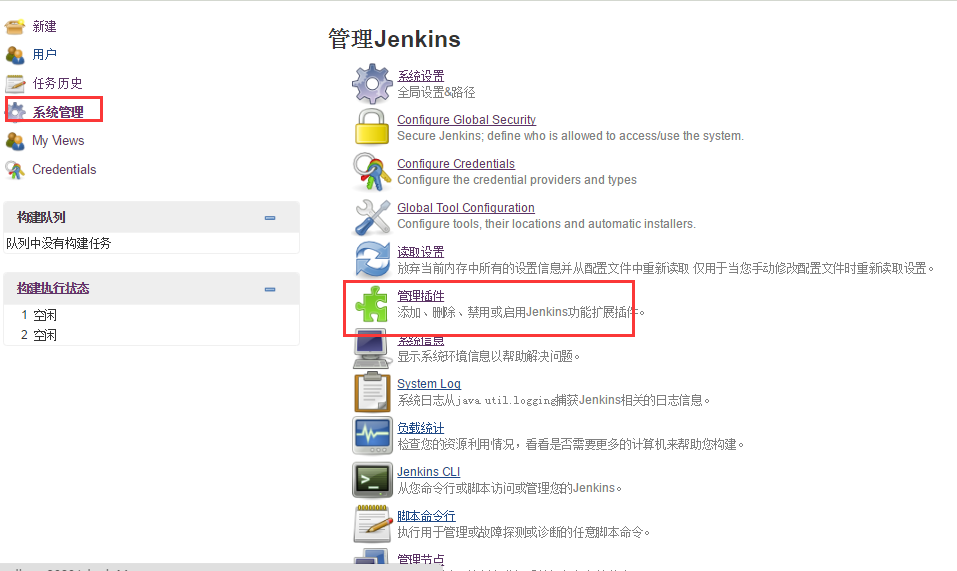 新建
用户
任务历史
系统管理
My Views
Credentials
构建队列
队列中没有构建任务
构建执行状态
1 空闲
2 空闲
管理Jenkins
系统设置
全局设置&路径
Configure Global Security
Secure Jenkins; define who is allowed to access/use the system.
Configure Credentials
Configure the credential providers and types
Global Tool Configuration
Configure tools, their locations and automatic installers.
读取设置
放弃当前内存中所有的设置信息并从配置文件中重新读取 仅用于当您手动修改配置文件时重新读取设置。
管理插件
添加、删除、禁用或启用Jenkins功能扩展插件。
系统信息
显示系统环境信息以帮助解决问题。
System Log
系统日志从java.util.logging捕获Jenkins相关的日志信息。
负载统计
检查您的资源利用情况，看看是否需要更多的计算机来帮助您构建。
Jenkins CLI
从您命令行或脚本访问或管理您的Jenkins。
脚本命令行
执行用于管理或故障探测或诊断的任意脚本命令。
管理节点